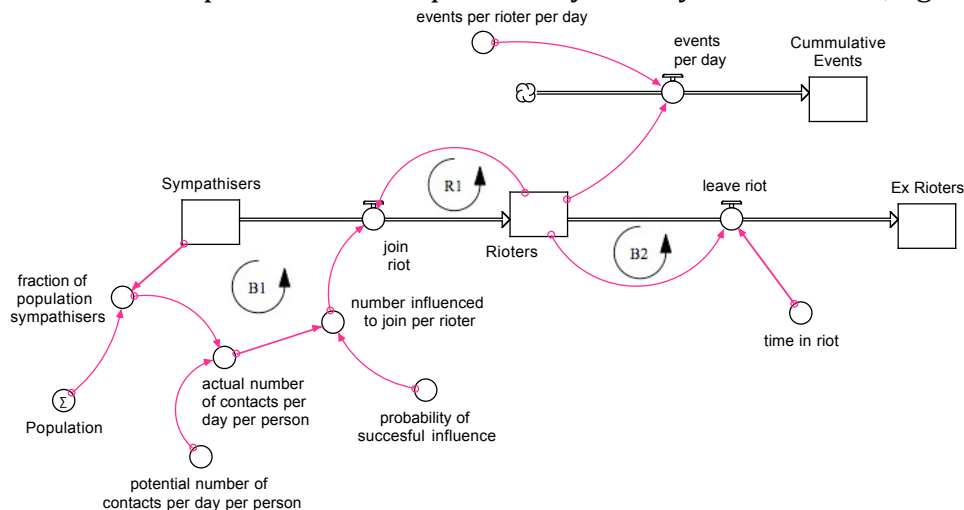 events per rioter per day
events
per day
Cummulative
Events
Sympathisers
R1
leave riot
Ex Rioters
join
riot
Rioters
B2
fraction of
population
sympathisers
B1
number influenced
to join per rioter
time in riot
Σ
Population
actual number
of contacts per
day per person
probability of
succesful influence
potential number of
contacts per day per person